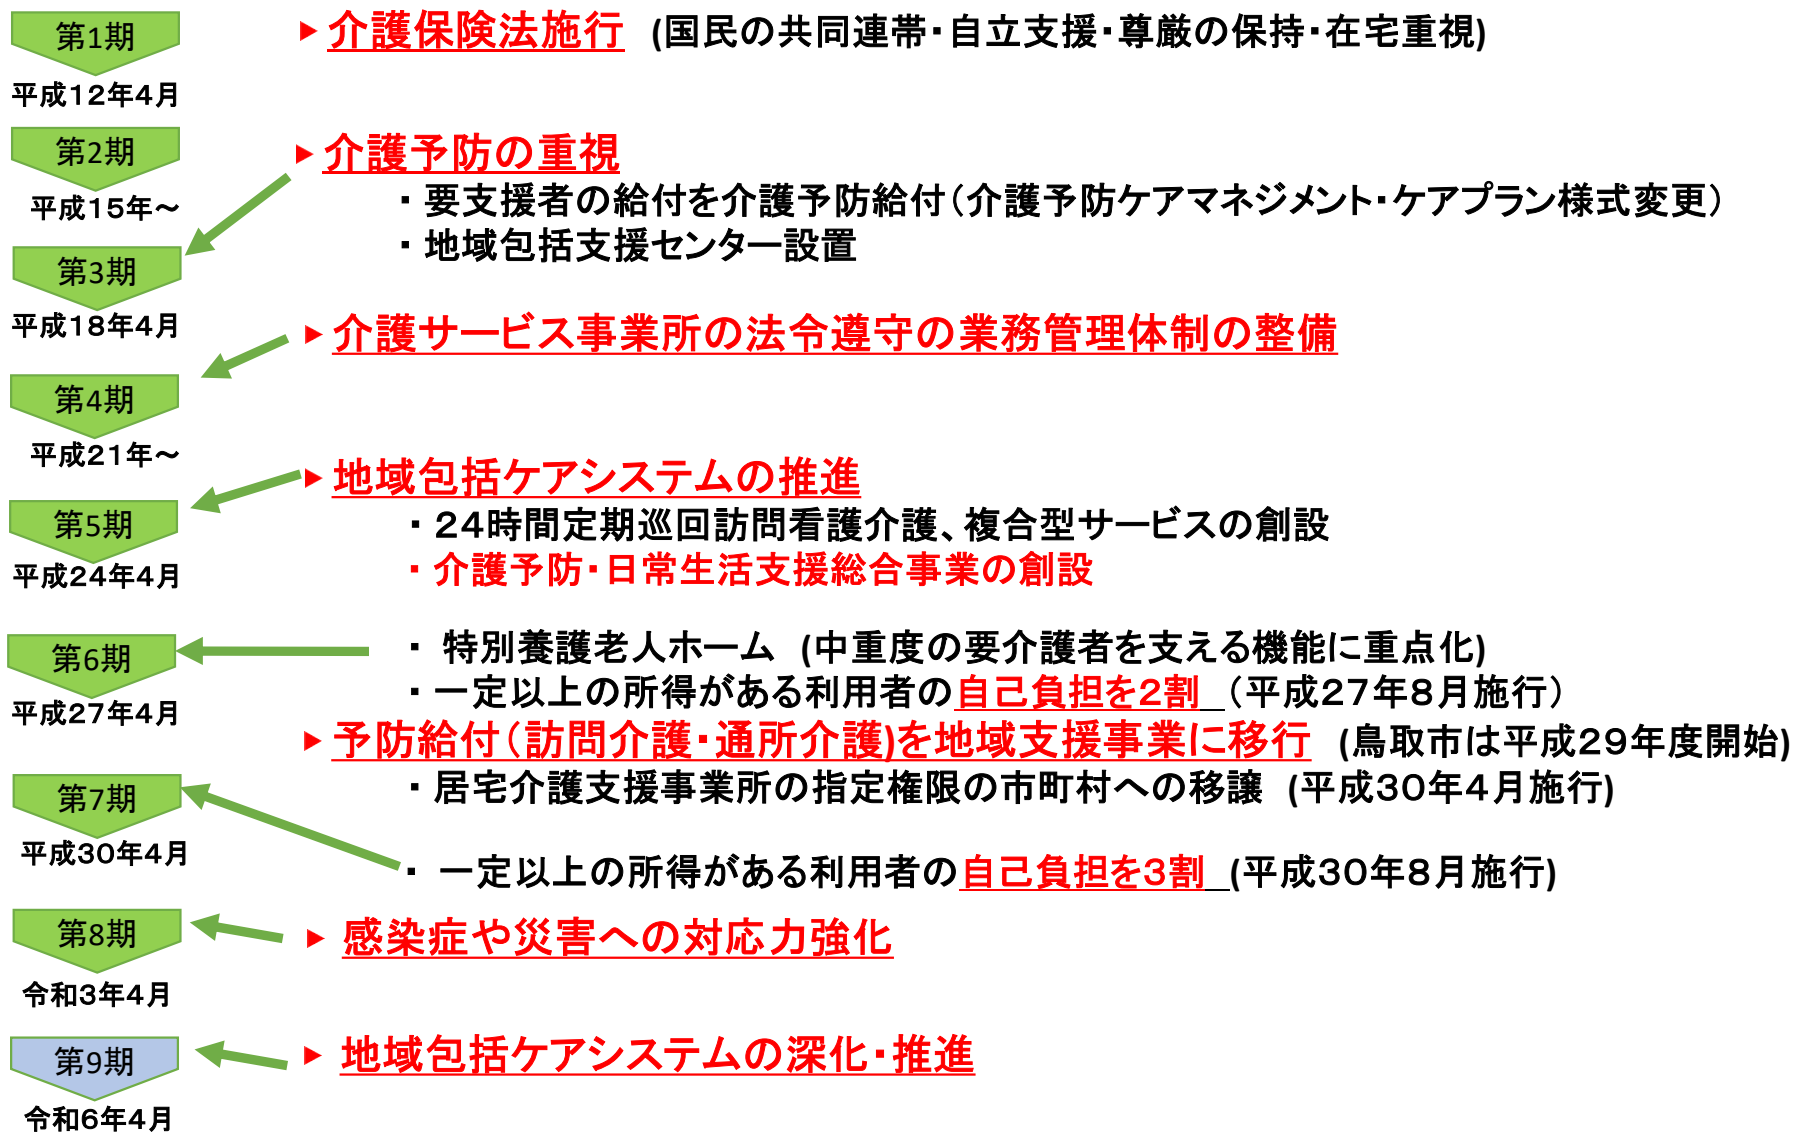 第1期
▶介護保険法施行 (国民の共同連帯・自立支援・尊厳の保持・在宅重視)
平成12年4月
第2期
平成15年～
▶介護予防の重視
・要支援者の給付を介護予防給付(介護予防ケアマネジメント・ケアプラン様式変更)
・地域包括支援センター設置
第3期
平成18年4月
▶介護サービス事業所の法令遵守の業務管理体制の整備
第4期
平成21年～
▶地域包括ケアシステムの推進
・24時間定期巡回訪問看護介護、複合型サービスの創設
・介護予防・日常生活支援総合事業の創設
第5期
平成24年4月
・ 特別養護老人ホーム (中重度の要介護者を支える機能に重点化)
・一定以上の所得がある利用者の自己負担を2割 (平成27年8月施行)
第6期
平成27年4月
▶予防給付(訪問介護・通所介護)を地域支援事業に移行 (鳥取市は平成29年度開始)
・居宅介護支援事業所の指定権限の市町村への移譲 (平成30年4月施行)
第7期
平成30年4月
・ 一定以上の所得がある利用者の自己負担を3割 (平成30年8月施行)
第8期
令和3年4月
▶ 感染症や災害への対応力強化
第9期
令和6年4月
▶ 地域包括ケアシステムの深化・推進